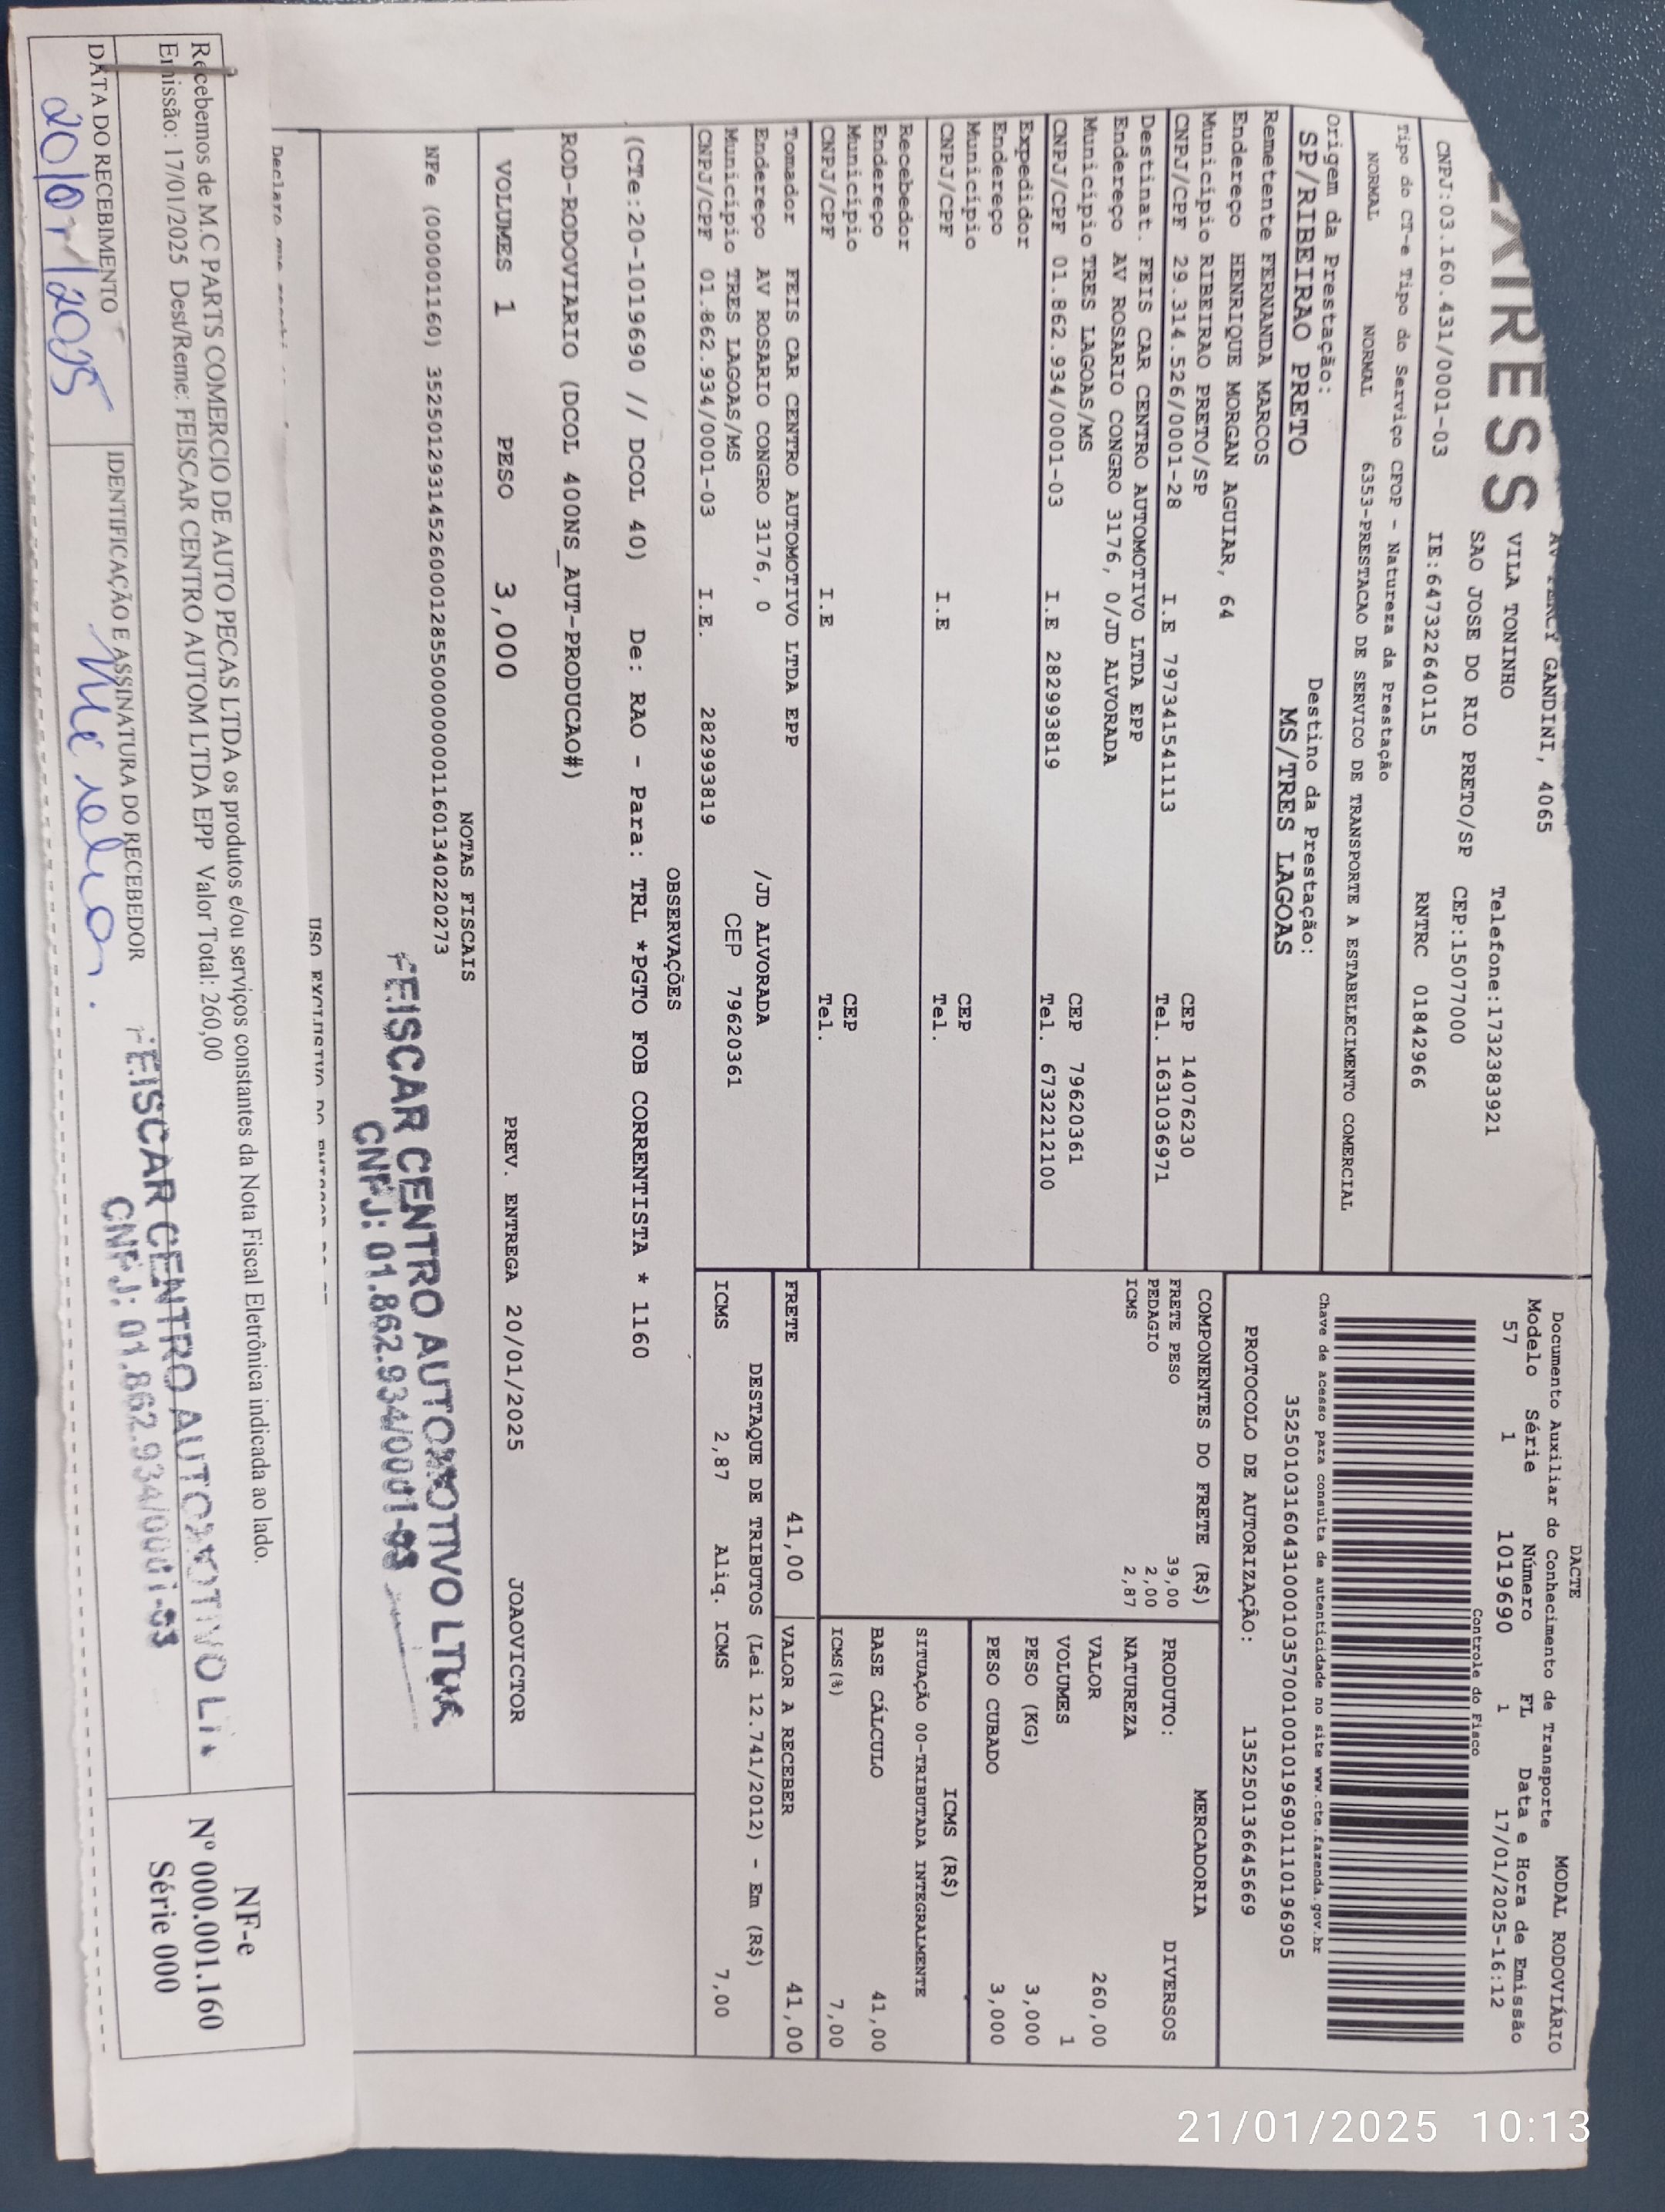 DACTE
Documento Auxiliar do Conhecimento de Transporte
MODAL RODOVIÁRIO
Modelo Série Número FL Data e Hora de Emissão
57 1 101690 1 17/01/2025-16:12
Controle do Fisco
GANDINI, 4065
VILA TONINHO
Telefone:1732383921
SAO JOSE DO RIO PRETO/SP CEP:15077000
CNPJ:03.160.431/0001-03 IE:647322640115 RNTRC 01842966
Tipo do CT-e Tipo do Serviço CFOP - Natureza da Prestação
NORMAL NORMAL 6353-PRESTACAO DE SERVICO DE TRANSPORTE A ESTABELECIMENTO COMERCIAL
Chave de acesso para consulta de autenticidade no site www.cte.fazenda.gov.br
35250103160431000103570010010196901110196905
PROTOCOLO DE AUTORIZAÇÃO: 135250136645669
Origem da Prestação: Destino da Prestação:
SP/RIBEIRAO PRETO MS/TRES LAGOAS
Remetente FERNANDA MARCOS
Endereço HENRIQUE MORGAN AGUIAR, 64
Município RIBEIRAO PRETO/SP CEP 14076230
CNPJ/CPF 29.314.526/0001-28 I.E 797341541113 Tel. 1631036971
Destinat. FEIS CAR CENTRO AUTOMOTIVO LTDA EPP
Endereço AV ROSARIO CONGRO 3176, 0/JD ALVORADA
Município TRES LAGOAS/MS CEP 79620361
CNPJ/CPF 01.862.934/0001-03 I.E 282993819 Tel. 6732212100
Expedidor
Endereço
Município CEP
CNPJ/CPF I.E Tel.
Recebedor
Endereço
Município CEP
CNPJ/CPF I.E Tel.
COMPONENTES DO FRETE (R$)
FRETE PESO 39,00
PEDAGIO 2,00
ICMS 2,87
MERCADORIA
PRODUTO: DIVERSOS
NATUREZA
VALOR 260,00
VOLUMES 1
PESO (KG) 3,000
PESO CUBADO 3,000
ICMS (R$)
SITUAÇÃO 00-TRIBUTADA INTEGRALMENTE
BASE CÁLCULO 41,00
ICMS(%) 7,00
Tomador FEIS CAR CENTRO AUTOMOTIVO LTDA EPP
Endereço AV ROSARIO CONGRO 3176, 0 /JD ALVORADA
Município TRES LAGOAS/MS CEP 79620361
CNPJ/CPF 01.862.934/0001-03 I.E. 282993819
FRETE 41,00 VALOR A RECEBER 41,00
DESTAQUE DE TRIBUTOS (Lei 12.741/2012) - Em (R$)
ICMS 2,87 Aliq. ICMS 7,00
OBSERVAÇÕES
(CTe:20-1019690 // DCOL 40) De: RAO - Para: TRL *PGTO FOB CORRENTISTA * 1160
ROD-RODOVIARIO (DCOL 400NS_AUT-PRODUCAO#)
VOLUMES 1 PESO 3,000 PREV. ENTREGA 20/01/2025 JOAOVICTOR
NOTAS FISCAIS
NFe (000001160) 35250129314526000128550000000011601340220273
FEISCAR CENTRO AUTOMOTIVO LTDA
CNPJ: 01.862.934/0001-03
Recebemos de M.C PARTS COMERCIO DE AUTO PECAS LTDA os produtos e/ou serviços constantes da Nota Fiscal Eletrônica indicada ao lado.
Emissão: 17/01/2025 Dest/Reme: FEISCAR CENTRO AUTOM LTDA EPP Valor Total: 260,00
DATA DO RECEBIMENTO
IDENTIFICAÇÃO E ASSINATURA DO RECEBEDOR
FEISCAR CENTRO AUTOMOTIVO
CNPJ: 01.862.934/0001-03
NF-e
Nº 000.001.160
Série 000
21/01/2025 10:13